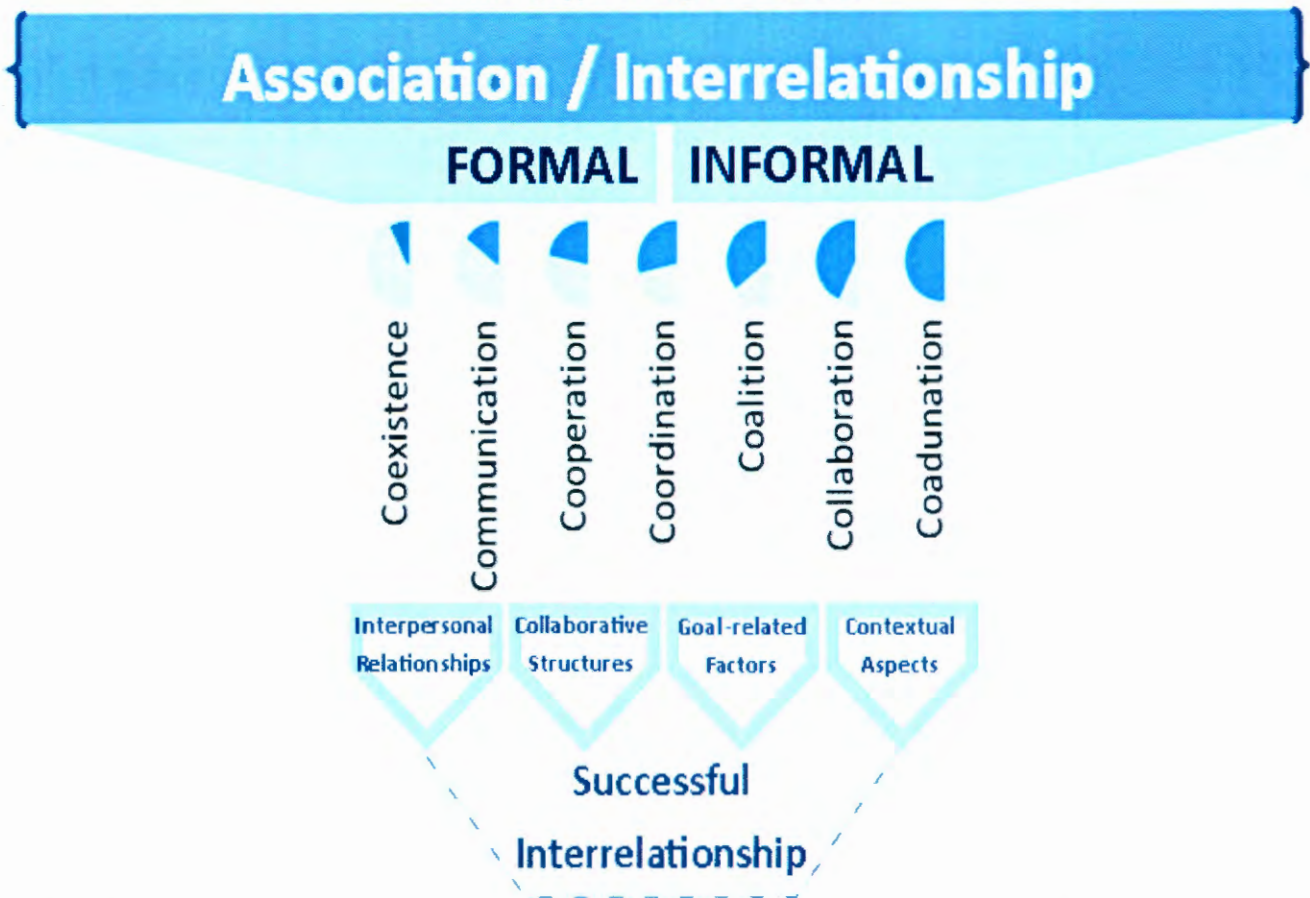 Association / Interrelationship
FORMAL INFORMAL
Coexistence
Communication
Cooperation
Coordination
Coalition
Collaboration
Coadunation
Interpersonal
Relationships
Collaborative
Structures
Goal-related
Factors
Contextual
Aspects
Successful
Interrelationship